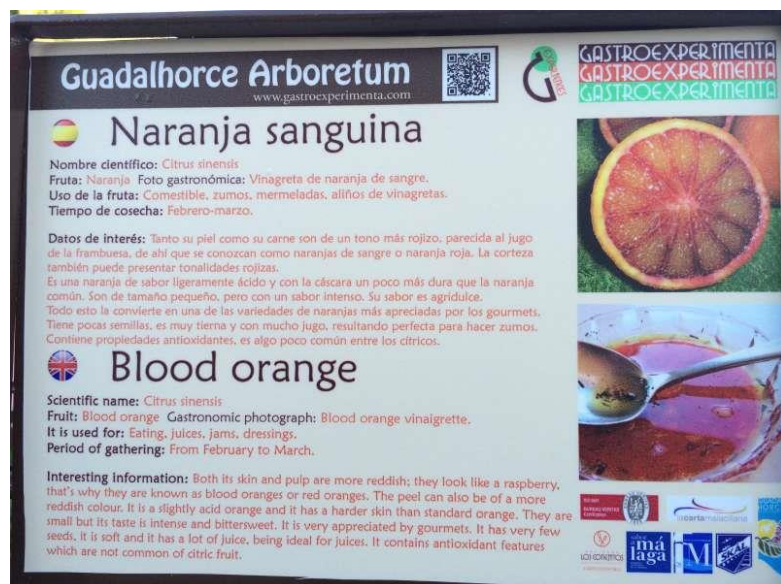 Guadalhorce Arboretum
www.gastroexperimenta.com
GASTROEXPERIMENTA
GASTROEXPERIMENTA
GASTROEXPERIMENTA
Naranja sanguina
Nombre científico: Citrus sinensis
Fruta: Naranja Foto gastronómica: Vinagreta de naranja de sangre.
Uso de la fruta: Comestible, zumos, mermeladas, aliños de vinagretas.
Tiempo de cosecha: Febrero-marzo.
Datos de interés: Tanto su piel como su carne son de un tono más rojizo, parecida al jugo
de la frambuesa, de ahí que se conozcan como naranjas de sangre o naranja roja. La corteza
también puede presentar tonalidades rojizas.
Es una naranja de sabor ligeramente ácido y con la cáscara un poco más dura que la naranja
común. Son de tamaño pequeño, pero con un sabor intenso. Su sabor es agridulce.
Todo esto la convierte en una de las variedades de naranjas más apreciadas por los gourmets.
Tiene pocas semillas, es muy tierna y con mucho jugo, resultando perfecta para hacer zumos.
Contiene propiedades antioxidantes, es algo poco común entre los cítricos.
Blood orange
Scientific name: Citrus sinensis
Fruit: Blood orange Gastronomic photograph: Blood orange vinaigrette.
It is used for: Eating, juices, jams, dressings.
Period of gathering: From February to March.
Interesting information: Both its skin and pulp are more reddish; they look like a raspberry,
that's why they are known as blood oranges or red oranges. The peel can also be of a more
reddish colour. It is a slightly acid orange and it has a harder skin than standard orange. They are
small but its taste is intense and bittersweet. It is very appreciated by gourmets. It has very few
seeds, it is soft and it has a lot of juice, being ideal for juices. It contains antioxidant features
which are not common of citric fruit.
BUREAU VERITAS
Certification
lacartamalacitana
málaga
M